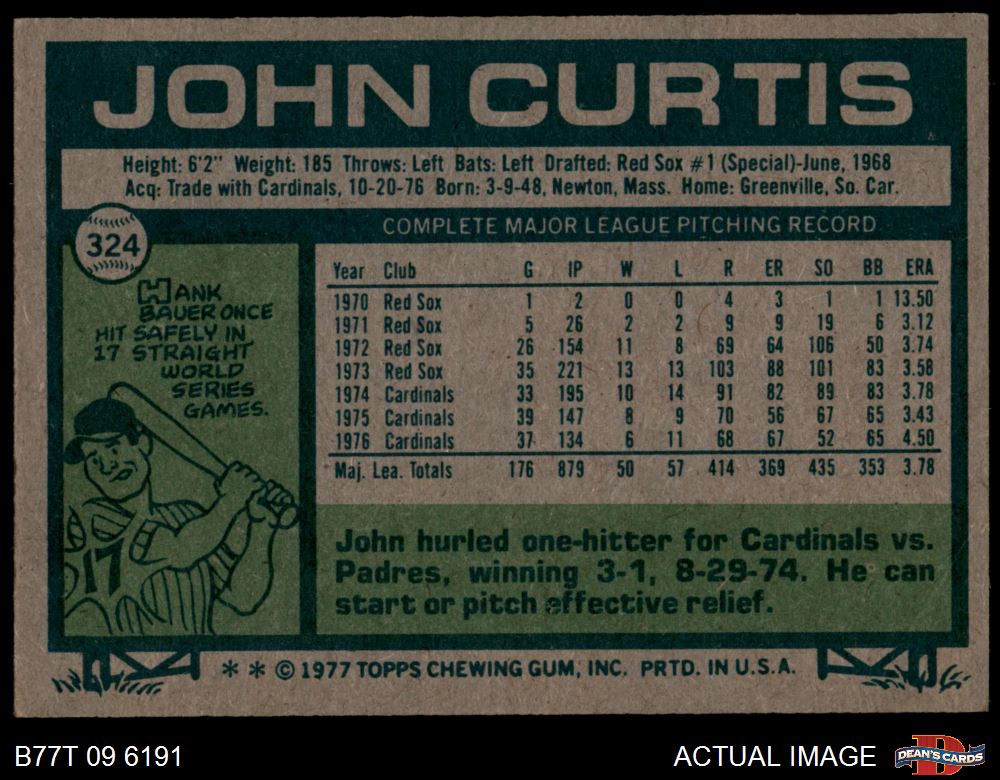 JOHN CURTIS
Height: 6'2" Weight: 185 Throws: Left Bats: Left Drafted: Red Sox #1 (Special)-June, 1968
Acq: Trade with Cardinals, 10-20-76 Born: 3-9-48, Newton, Mass. Home: Greenville, So. Car.
324
HANK
BAUER ONCE
HIT SAFELY IN
17 STRAIGHT
WORLD
SERIES
GAMES.
17
COMPLETE MAJOR LEAGUE PITCHING RECORD
Year Club G IP W L R ER SO BB ERA
1970 Red Sox 1 2 0 0 4 3 1 1 13.50
1971 Red Sox 5 26 2 2 9 9 19 6 3.12
1972 Red Sox 26 154 11 8 69 64 106 50 3.74
1973 Red Sox 35 221 13 13 103 88 101 83 3.58
1974 Cardinals 33 195 10 14 91 82 89 83 3.78
1975 Cardinals 39 147 8 9 70 56 67 65 3.43
1976 Cardinals 37 134 6 11 68 67 52 65 4.50
Maj. Lea. Totals 176 879 50 57 414 369 435 353 3.78
John hurled one-hitter for Cardinals vs.
Padres, winning 3-1, 8-29-74. He can
start or pitch effective relief.
* * © 1977 TOPPS CHEWING GUM, INC. PRTD. IN U.S.A.
B77T 09 6191
ACTUAL IMAGE
D
DEAN'S CARDS